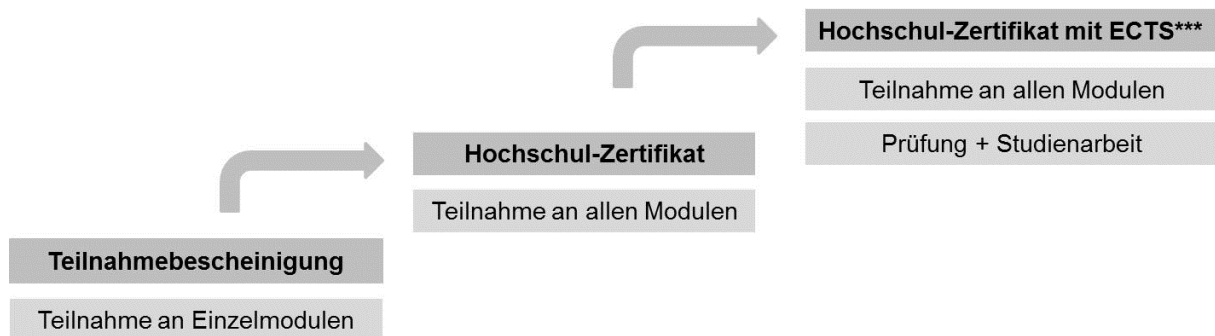 Hochschul-Zertifikat mit ECTS***
Teilnahme an allen Modulen
Prüfung + Studienarbeit
Hochschul-Zertifikat
Teilnahme an allen Modulen
Teilnahmebescheinigung
Teilnahme an Einzelmodulen